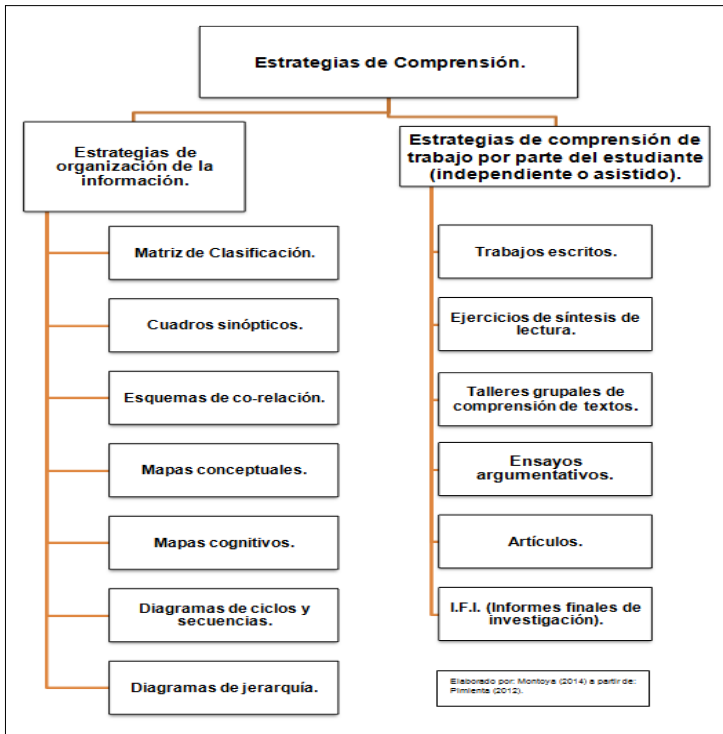 Estrategias de Comprensión.
Estrategias de
organización de la
información.
Matriz de Clasificación.
Cuadros sinópticos.
Esquemas de co-relación.
Mapas conceptuales.
Mapas cognitivos.
Diagramas de ciclos y
secuencias.
Diagramas de jerarquía.
Estrategias de comprensión de
trabajo por parte del estudiante
(independiente o asistido).
Trabajos escritos.
Ejercicios de síntesis de
lectura.
Talleres grupales de
comprensión de textos.
Ensayos
argumentativos.
Artículos.
I.F.I. (Informes finales de
investigación).
Elaborado por: Montoya (2014) a partir de:
Pimienta (2012).